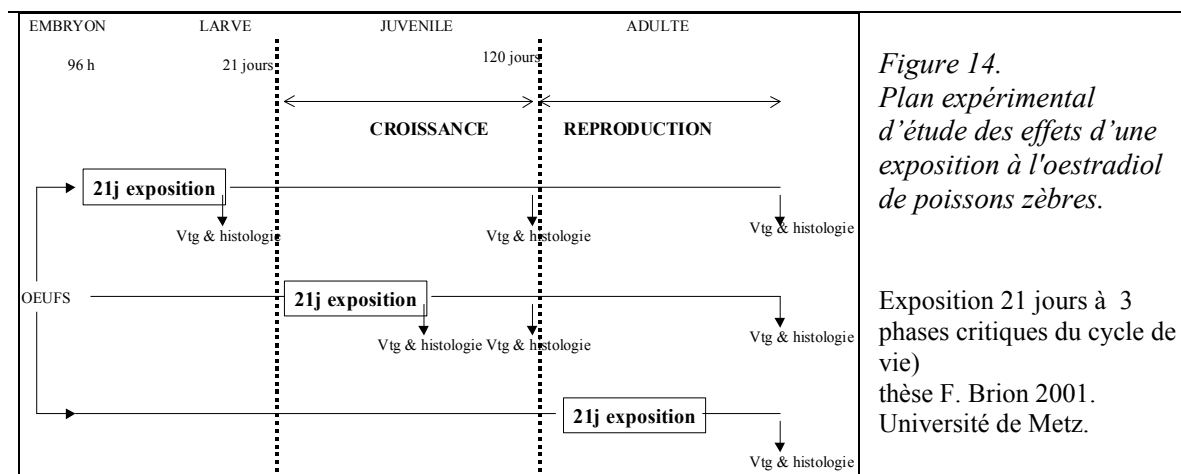 EMBRYON LARVE JUVENILE ADULTE
96 h 21 jours 120 jours
CROISSANCE REPRODUCTION
21j exposition
Vtg & histologie Vtg & histologie Vtg & histologie
OEUFS
21j exposition
Vtg & histologie Vtg & histologie Vtg & histologie
21j exposition
Vtg & histologie
Figure 14.
Plan expérimental
d'étude des effets d'une
exposition à l'oestradiol
de poissons zèbres.
Exposition 21 jours à 3
phases critiques du cycle de
vie)
thèse F. Brion 2001.
Université de Metz.